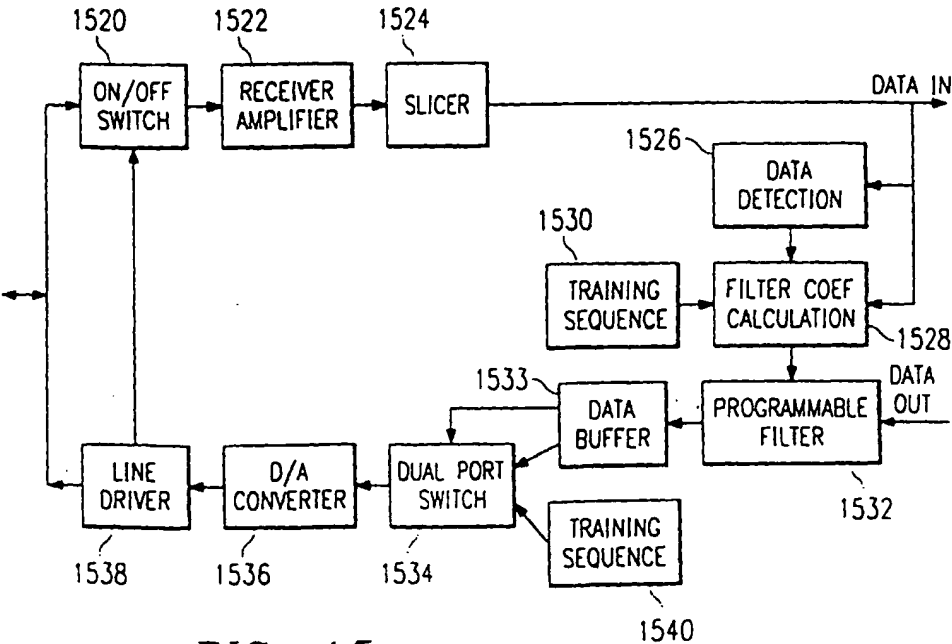 1520
1522
1524
ON/OFF
SWITCH
RECEIVER
AMPLIFIER
SLICER
DATA IN
1526
DATA
DETECTION
1530
TRAINING
SEQUENCE
FILTER COEF
CALCULATION
1528
1533
DATA
BUFFER
PROGRAMMABLE
FILTER
DATA
OUT
1532
LINE
DRIVER
D/A
CONVERTER
DUAL PORT
SWITCH
TRAINING
SEQUENCE
1538
1536
1534
1540